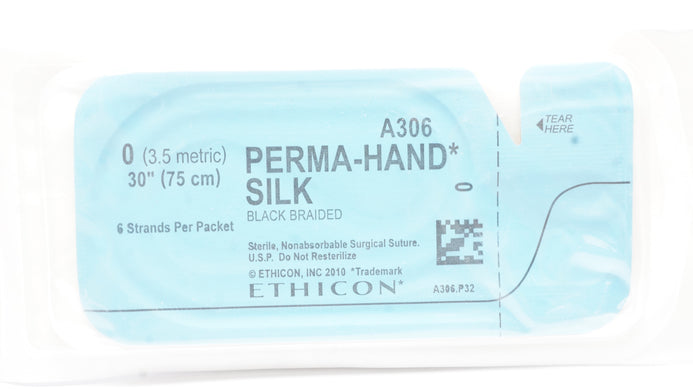 A306
0 (3.5 metric)
30" (75 cm)
6 Strands Per Packet
PERMA-HAND*
SILK
BLACK BRAIDED
0
Sterile, Nonabsorbable Surgical Suture.
U.S.P. Do Not Resterilize
© ETHICON, INC 2010 *Trademark
ETHICON*
A306.P32
TEAR
HERE